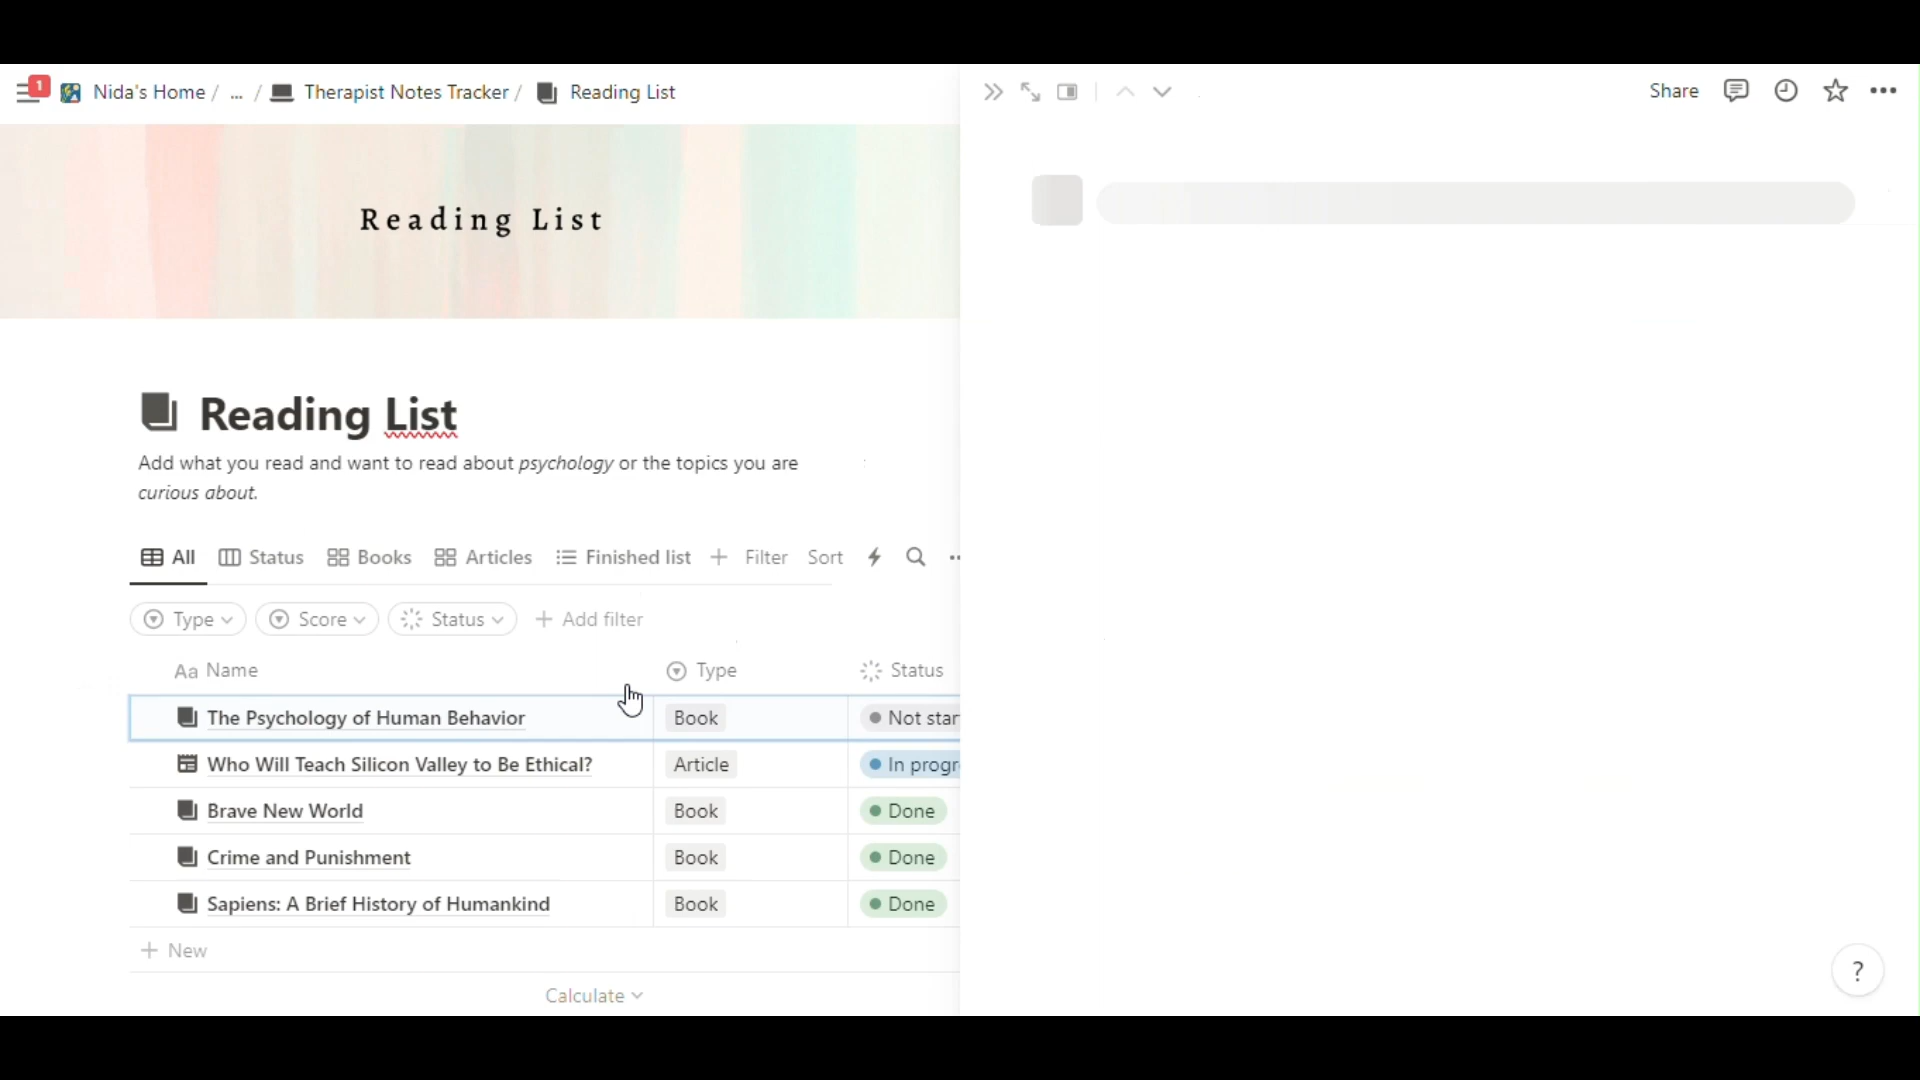 1 Nida's Home / ... / Therapist Notes Tracker / Reading List
Share
Reading List
Reading List
Add what you read and want to read about psychology or the topics you are
curious about.
All Status Books Articles Finished list Filter Sort
Type Score Status + Add filter
Aa Name Type Status
The Psychology of Human Behavior Book Not star
Who Will Teach Silicon Valley to Be Ethical? Article In progr
Brave New World Book Done
Crime and Punishment Book Done
Sapiens: A Brief History of Humankind Book Done
+ New
Calculate
?